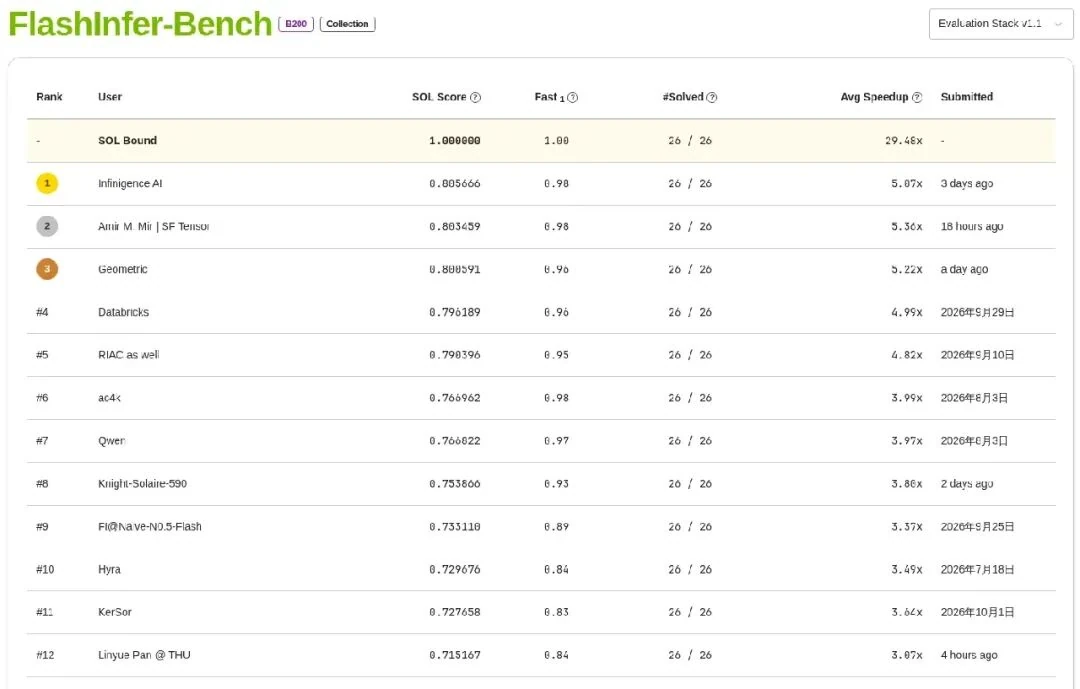 FlashInfer-Bench B200 Collection Evaluation Stack v1.1
Rank User SOL Score Fast 1 #Solved Avg Speedup Submitted
- SOL Bound 1.000000 1.00 26 / 26 29.48x -
1 Infinigence AI 0.805666 0.98 26 / 26 5.07x 3 days ago
2 Amir M. Mir | SF Tensor 0.803459 0.98 26 / 26 5.36x 18 hours ago
3 Geometric 0.800591 0.96 26 / 26 5.22x a day ago
#4 Databricks 0.796189 0.96 26 / 26 4.99x 2026年9月29日
#5 RIAC as well 0.790396 0.95 26 / 26 4.82x 2026年9月10日
#6 ac4k 0.766962 0.98 26 / 26 3.99x 2026年8月3日
#7 Qwen 0.766022 0.97 26 / 26 3.97x 2026年8月3日
#8 Knight-Solaire-590 0.753866 0.93 26 / 26 3.80x 2 days ago
#9 FI@Naive-N0.5-Flash 0.733110 0.89 26 / 26 3.37x 2026年9月25日
#10 Hyra 0.729676 0.84 26 / 26 3.49x 2026年7月18日
#11 KerSor 0.727658 0.83 26 / 26 3.64x 2026年10月1日
#12 Linyue Pan @ THU 0.715167 0.84 26 / 26 3.07x 4 hours ago